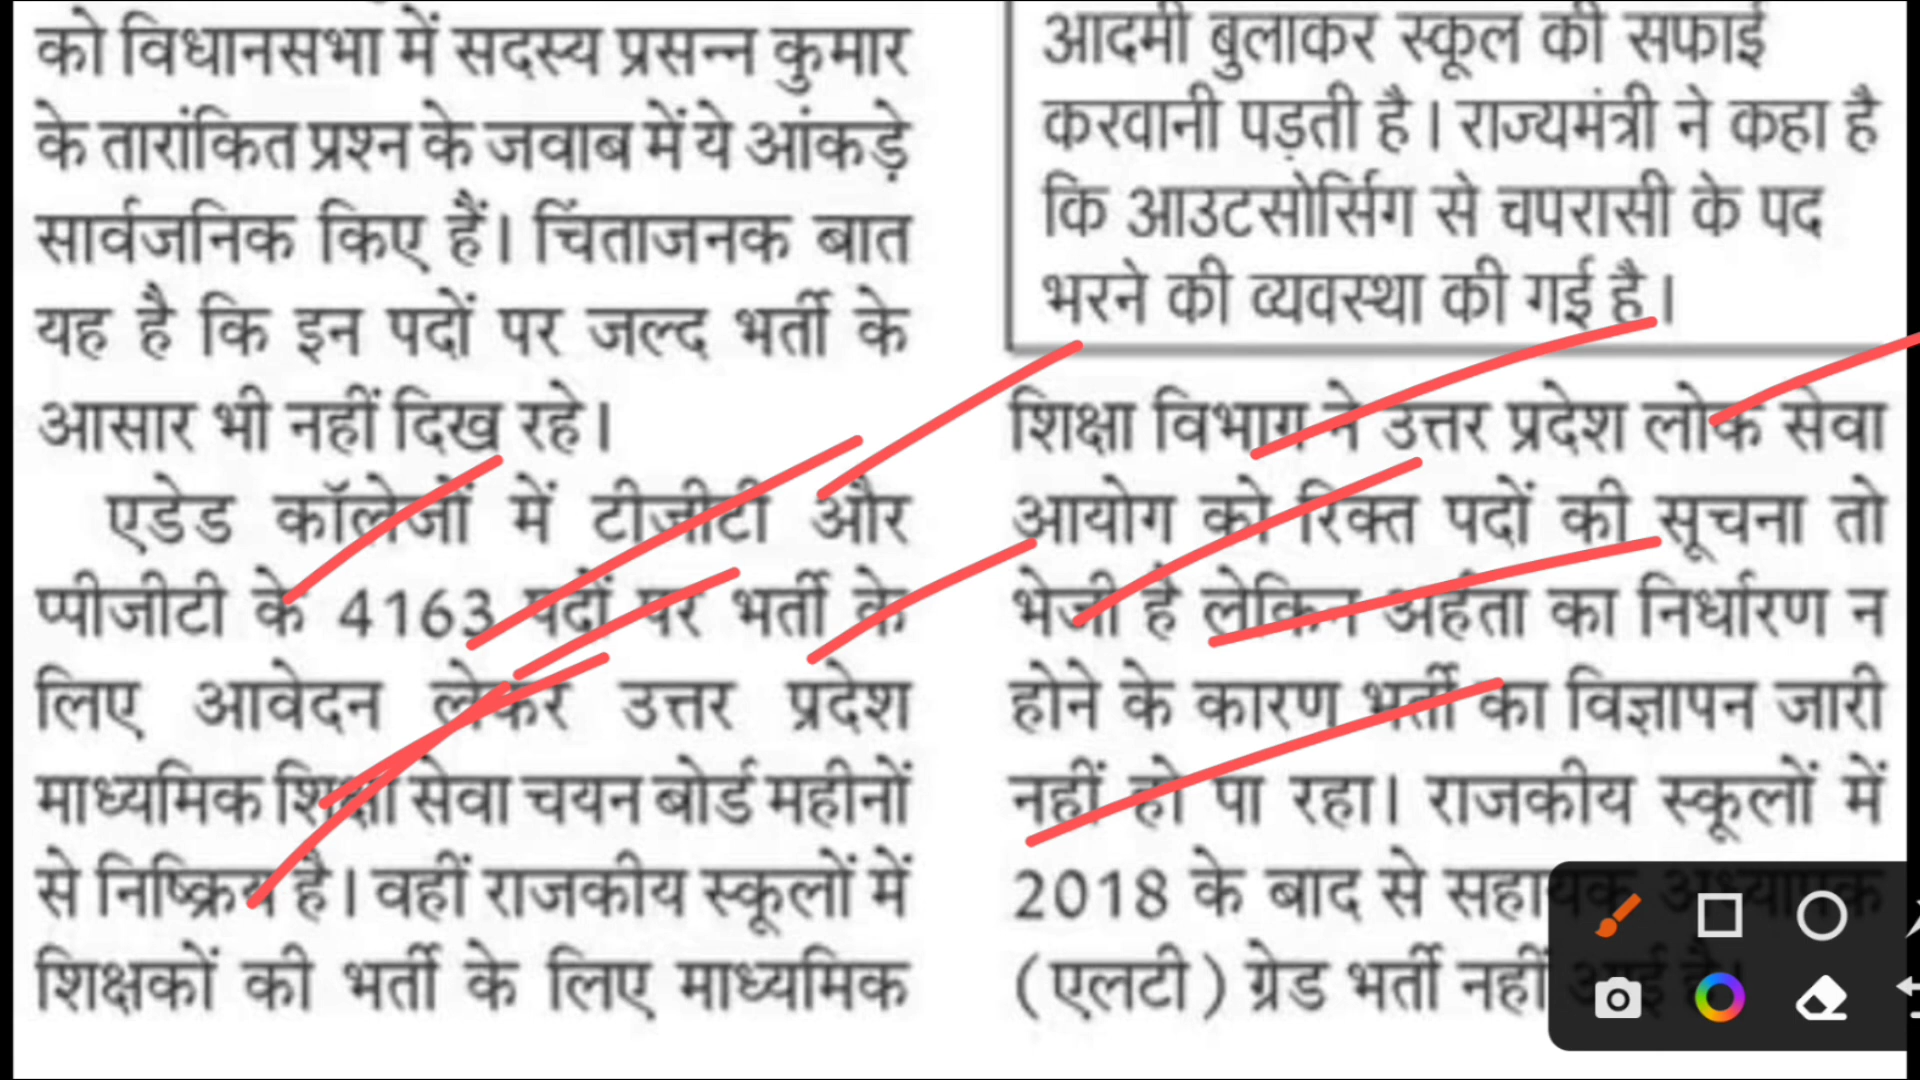 को विधानसभा में सदस्य प्रसन्न कुमार
के तारांकित प्रश्न के जवाब में ये आंकड़े
सार्वजनिक किए हैं। चिंताजनक बात
यह है कि इन पदों पर जल्द भर्ती के
आसार भी नहीं दिख रहे।
एडेड कॉलेजों में टीजीटी और
प्पीजीटी के 4163 पदों पर भर्ती के
लिए आवेदन लेकर उत्तर प्रदेश
माध्यमिक शिक्षा सेवा चयन बोर्ड महीनों
से निष्क्रिय है। वहीं राजकीय स्कूलों में
शिक्षकों की भर्ती के लिए माध्यमिक
आदमी बुलाकर स्कूल की सफाई
करवानी पड़ती है। राज्यमंत्री ने कहा है
कि आउटसोर्सिंग से चपरासी के पद
भरने की व्यवस्था की गई है।
शिक्षा विभाग ने उत्तर प्रदेश लोक सेवा
आयोग को रिक्त पदों की सूचना तो
भेजी है लेकिन अर्हता का निर्धारण न
होने के कारण भर्ती का विज्ञापन जारी
नहीं हो पा रहा। राजकीय स्कूलों में
2018 के बाद से सहायक अध्यापक
(एलटी) ग्रेड भर्ती नहीं आई है।